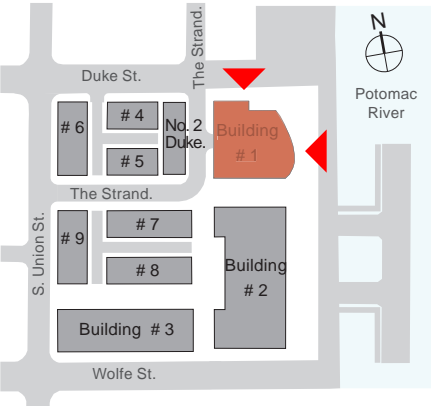 The Strand.
N
Duke St.
Potomac
River
# 6
# 4
No. 2
Duke.
# 5
Building
# 1
The Strand.
S. Union St.
# 9
# 7
# 8
Building
# 2
Building # 3
Wolfe St.